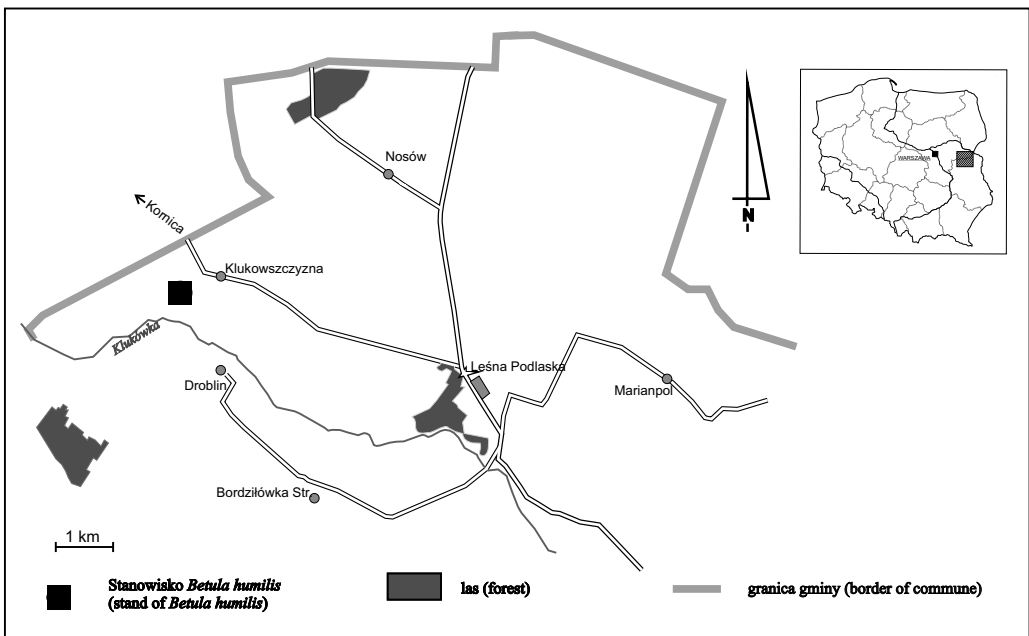 Nosów
WARSZAWA
N
Kornica
Klukowszczyzna
Klukówka
Leśna Podlaska
Droblin
Marianpol
Bordziłówka Str.
1 km
Stanowisko Betula humilis
(stand of Betula humilis)
las (forest)
granica gminy (border of commune)